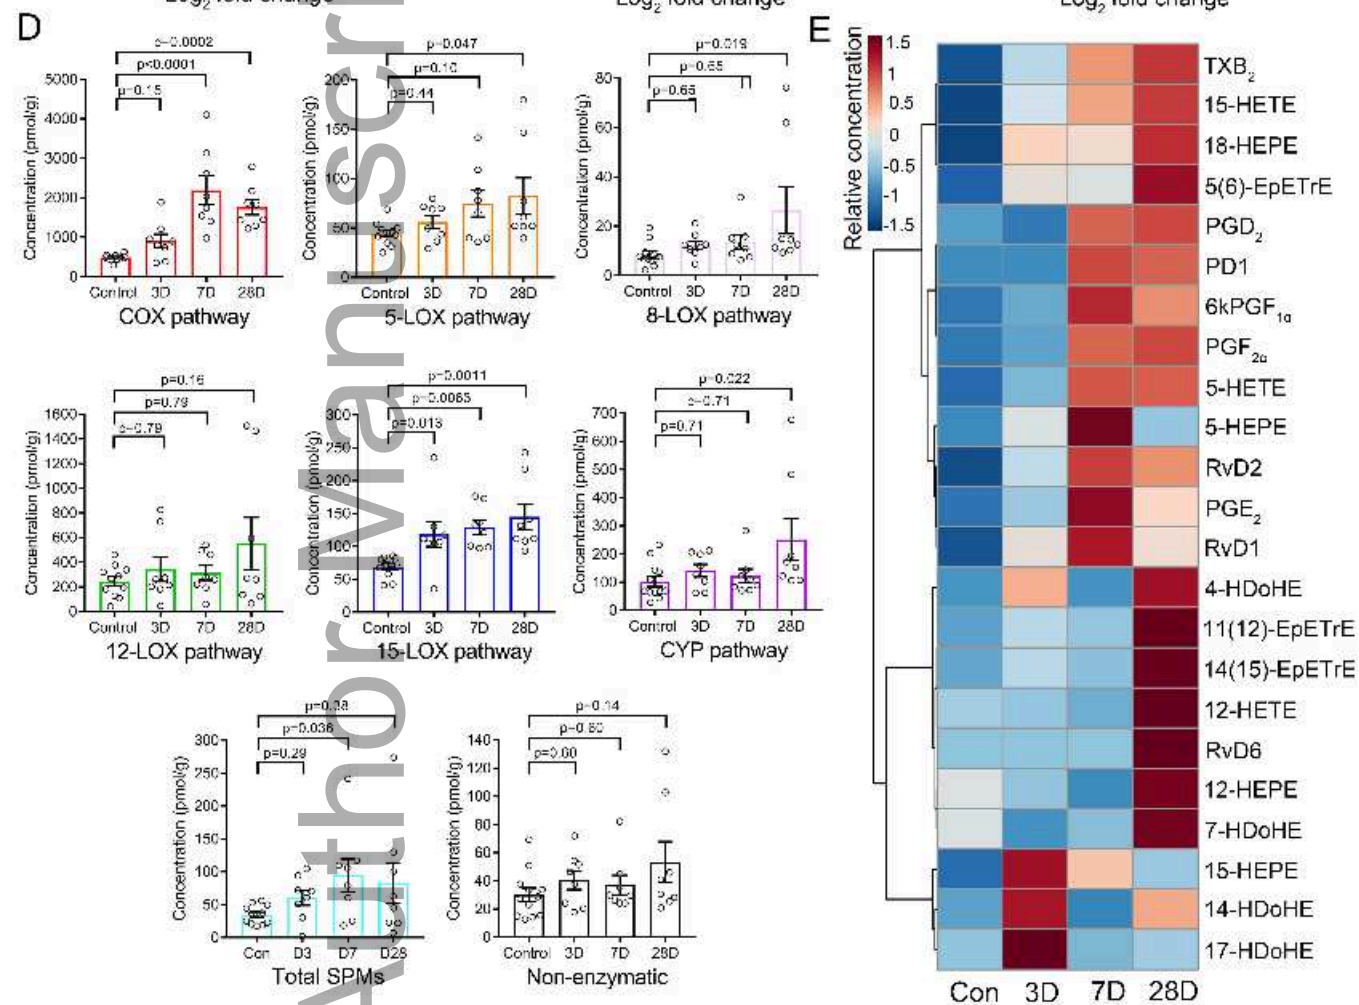 Log2 fold change
Log2 fold change
Log2 fold change
D
p=0.0002
p<0.0001
p=0.15
5000
4000
3000
2000
1000
0
Concentration (pmol/g)
Control 3D 7D 28D
COX pathway
p=0.047
p=0.10
p=0.44
200
150
100
50
0
Concentration (pmol/g)
Control 3D 7D 28D
5-LOX pathway
p=0.019
p=0.65
p=0.65
80
60
40
20
0
Concentration (pmol/g)
Control 3D 7D 28D
8-LOX pathway
p=0.16
p=0.79
p=0.79
1600
1400
1200
1000
800
600
400
200
0
Concentration (pmol/g)
Control 3D 7D 28D
12-LOX pathway
p=0.0011
p=0.0063
p=0.013
300
250
200
150
100
50
0
Concentration (pmol/g)
Control 3D 7D 28D
15-LOX pathway
p=0.022
p=0.71
p=0.71
700
600
500
400
300
200
100
0
Concentration (pmol/g)
Control 3D 7D 28D
CYP pathway
p=0.036
p=0.29
300
250
200
150
100
50
0
Concentration (pmol/g)
Con D3 D7 D28
Total SPMs
p=0.14
p=0.60
p=0.60
140
120
100
80
60
40
20
0
Concentration (pmol/g)
Control 3D 7D 28D
Non-enzymatic
Author Manuscri
E
Relative concentration
1.5
1
0.5
0
-0.5
-1
-1.5
TXB2
15-HETE
18-HEPE
5(6)-EpETrE
PGD2
PD1
6kPGF1α
PGF2α
5-HETE
5-HEPE
RvD2
PGE2
RvD1
4-HDoHE
11(12)-EpETrE
14(15)-EpETrE
12-HETE
RvD6
12-HEPE
7-HDoHE
15-HEPE
14-HDoHE
17-HDoHE
Con 3D 7D 28D